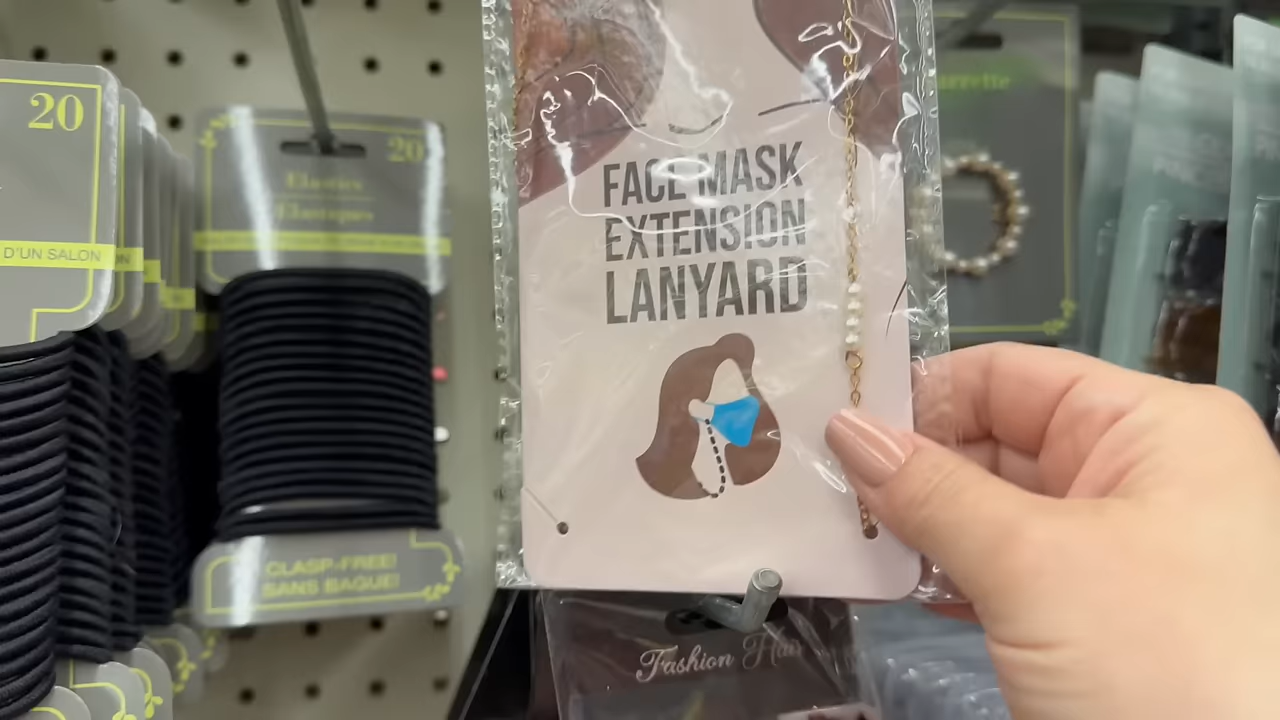 20
D'UN SALON
20
Elastics
Élastiques
CLASP-FREE!
SANS BAGUE!
FACE MASK
EXTENSION
LANYARD
Fashion Hair